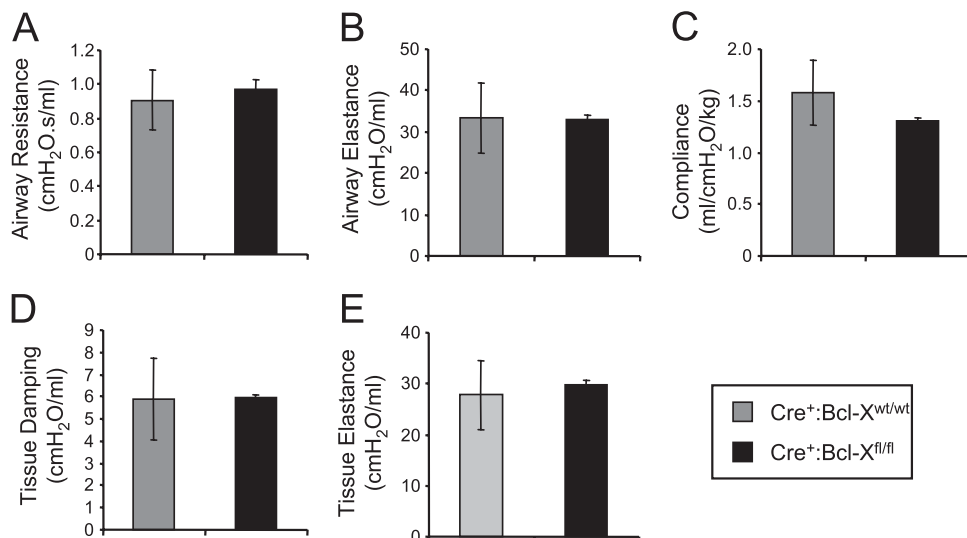 A
Airway Resistance
(cmH₂O.s/ml)
1.2
1.0
0.8
0.6
0.4
0.2
0
B
Airway Elastance
(cmH₂O/ml)
50
40
30
20
10
0
C
Compliance
(ml/cmH₂O/kg)
2.0
1.5
1.0
0.5
0
D
Tissue Damping
(cmH₂O/ml)
9
8
7
6
5
4
3
2
1
0
E
Tissue Elastance
(cmH₂O/ml)
40
30
20
10
0
Cre⁺:Bcl-Xwt/wt
Cre⁺:Bcl-Xfl/fl